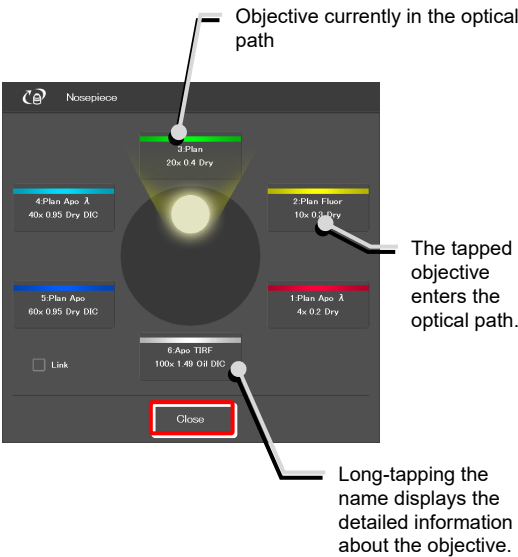 Objective currently in the optical
path
Nosepiece
3:Plan
20x 0.4 Dry
4:Plan Apo λ
40x 0.95 Dry DIC
2:Plan Fluor
10x 0.3 Dry
The tapped
objective
enters the
optical path.
5:Plan Apo
60x 0.95 Dry DIC
1:Plan Apo λ
4x 0.2 Dry
6:Apo TIRF
100x 1.49 Oil DIC
Link
Close
Long-tapping the
name displays the
detailed information
about the objective.